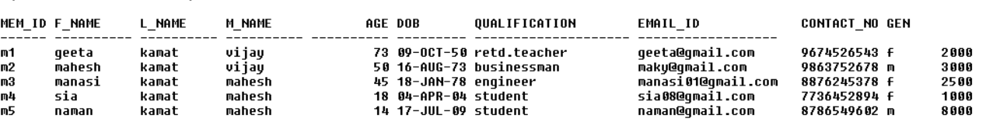 MEM_ID F_NAME L_NAME M_NAME AGE DOB QUALIFICATION EMAIL_ID CONTACT_NO GEN
------ ---------- ---------- ---------- ---------- --------- -------------------- ------------------
m1 geeta kamat vijay 73 09-OCT-50 retd.teacher geeta@gmail.com 9674526543 f 2000
m2 mahesh kamat vijay 50 16-AUG-73 businessman maky@gmail.com 9863752678 m 3000
m3 manasi kamat mahesh 45 18-JAN-78 engineer manasi01@gmail.com 8876245378 f 2500
m4 sia kamat mahesh 18 04-APR-04 student sia08@gmail.com 7736452894 f 1000
m5 naman kamat mahesh 14 17-JUL-09 student naman@gmail.com 8786549602 m 8000